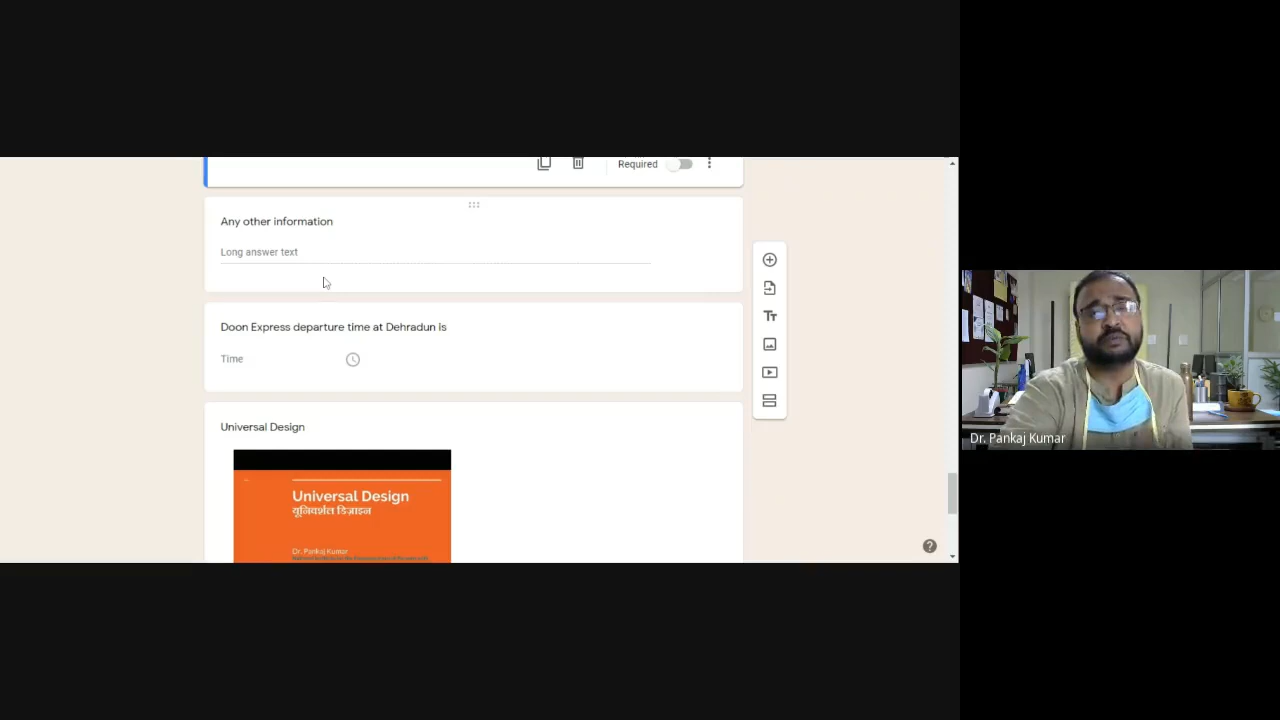 Required
Any other information
Long answer text
Doon Express departure time at Dehradun is
Time
Universal Design
Universal Design
यूनिवर्शल डिज़ाइन
Dr. Pankaj Kumar
Dr. Pankaj Kumar